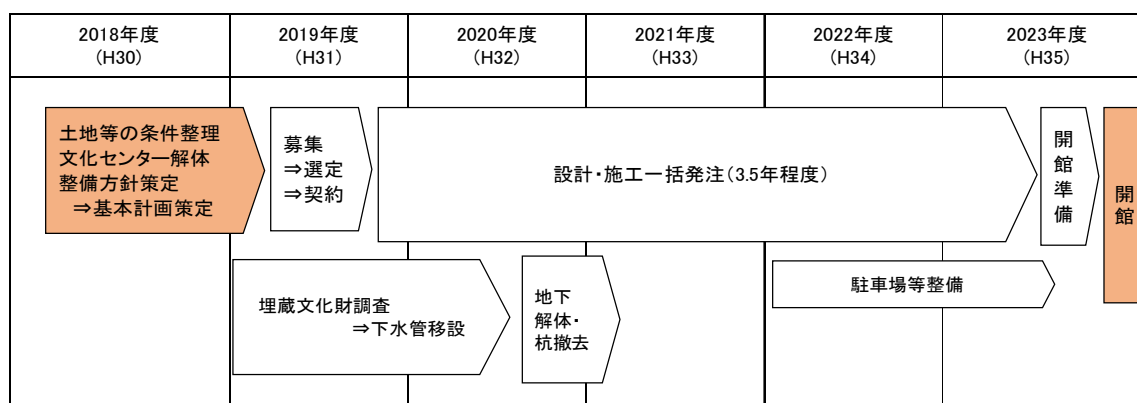 2018年度
（H30）
2019年度
（H31）
2020年度
（H32）
2021年度
（H33）
2022年度
（H34）
2023年度
（H35）
土地等の条件整理
文化センター解体
整備方針策定
⇒基本計画策定
募集
⇒選定
⇒契約
設計・施工一括発注（3.5年程度）
開
館
準
備
開
館
埋蔵文化財調査
⇒下水管移設
地下
解体・
杭撤去
駐車場等整備